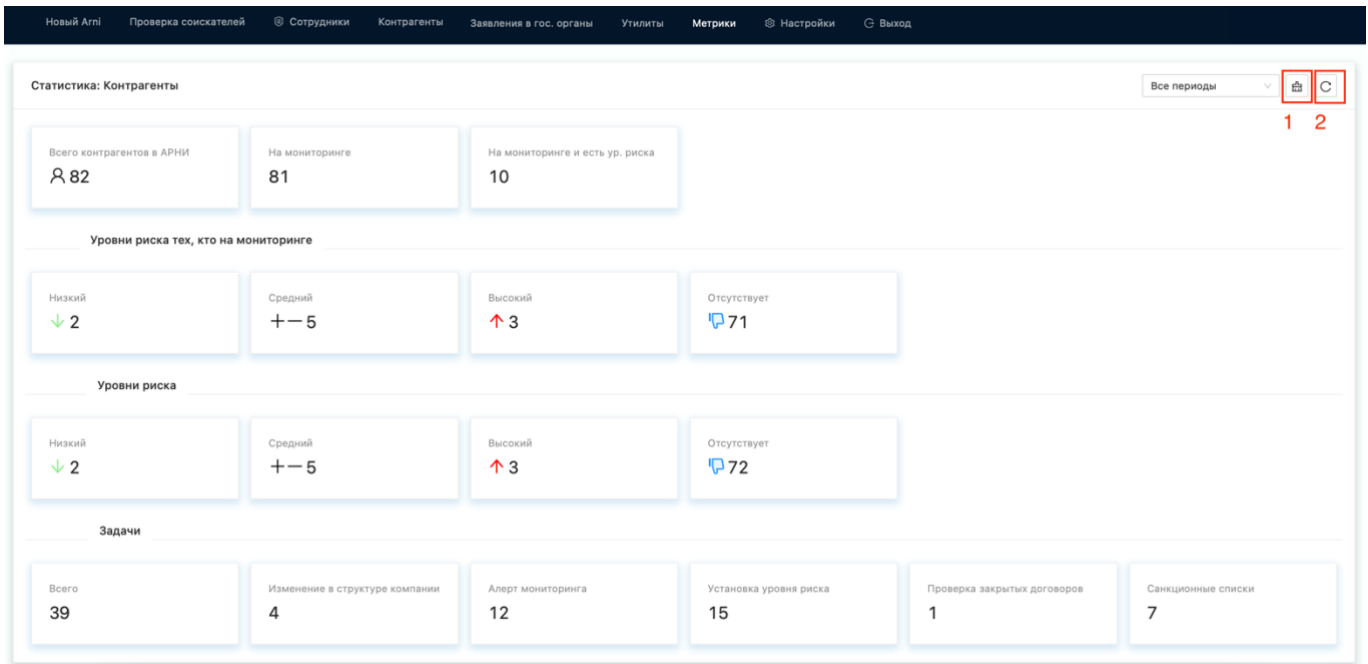 Новый Arni Проверка соискателей Сотрудники Контрагенты Заявления в гос. органы Утилиты Метрики Настройки Выход
Статистика: Контрагенты Все периоды
1 2
Всего контрагентов в АРНИ На мониторинге На мониторинге и есть ур. риска
82 81 10
Уровни риска тех, кто на мониторинге
Низкий Средний Высокий Отсутствует
2 5 3 71
Уровни риска
Низкий Средний Высокий Отсутствует
2 5 3 72
Задачи
Всего Изменение в структуре компании Алерт мониторинга Установка уровня риска Проверка закрытых договоров Санкционные списки
39 4 12 15 1 7